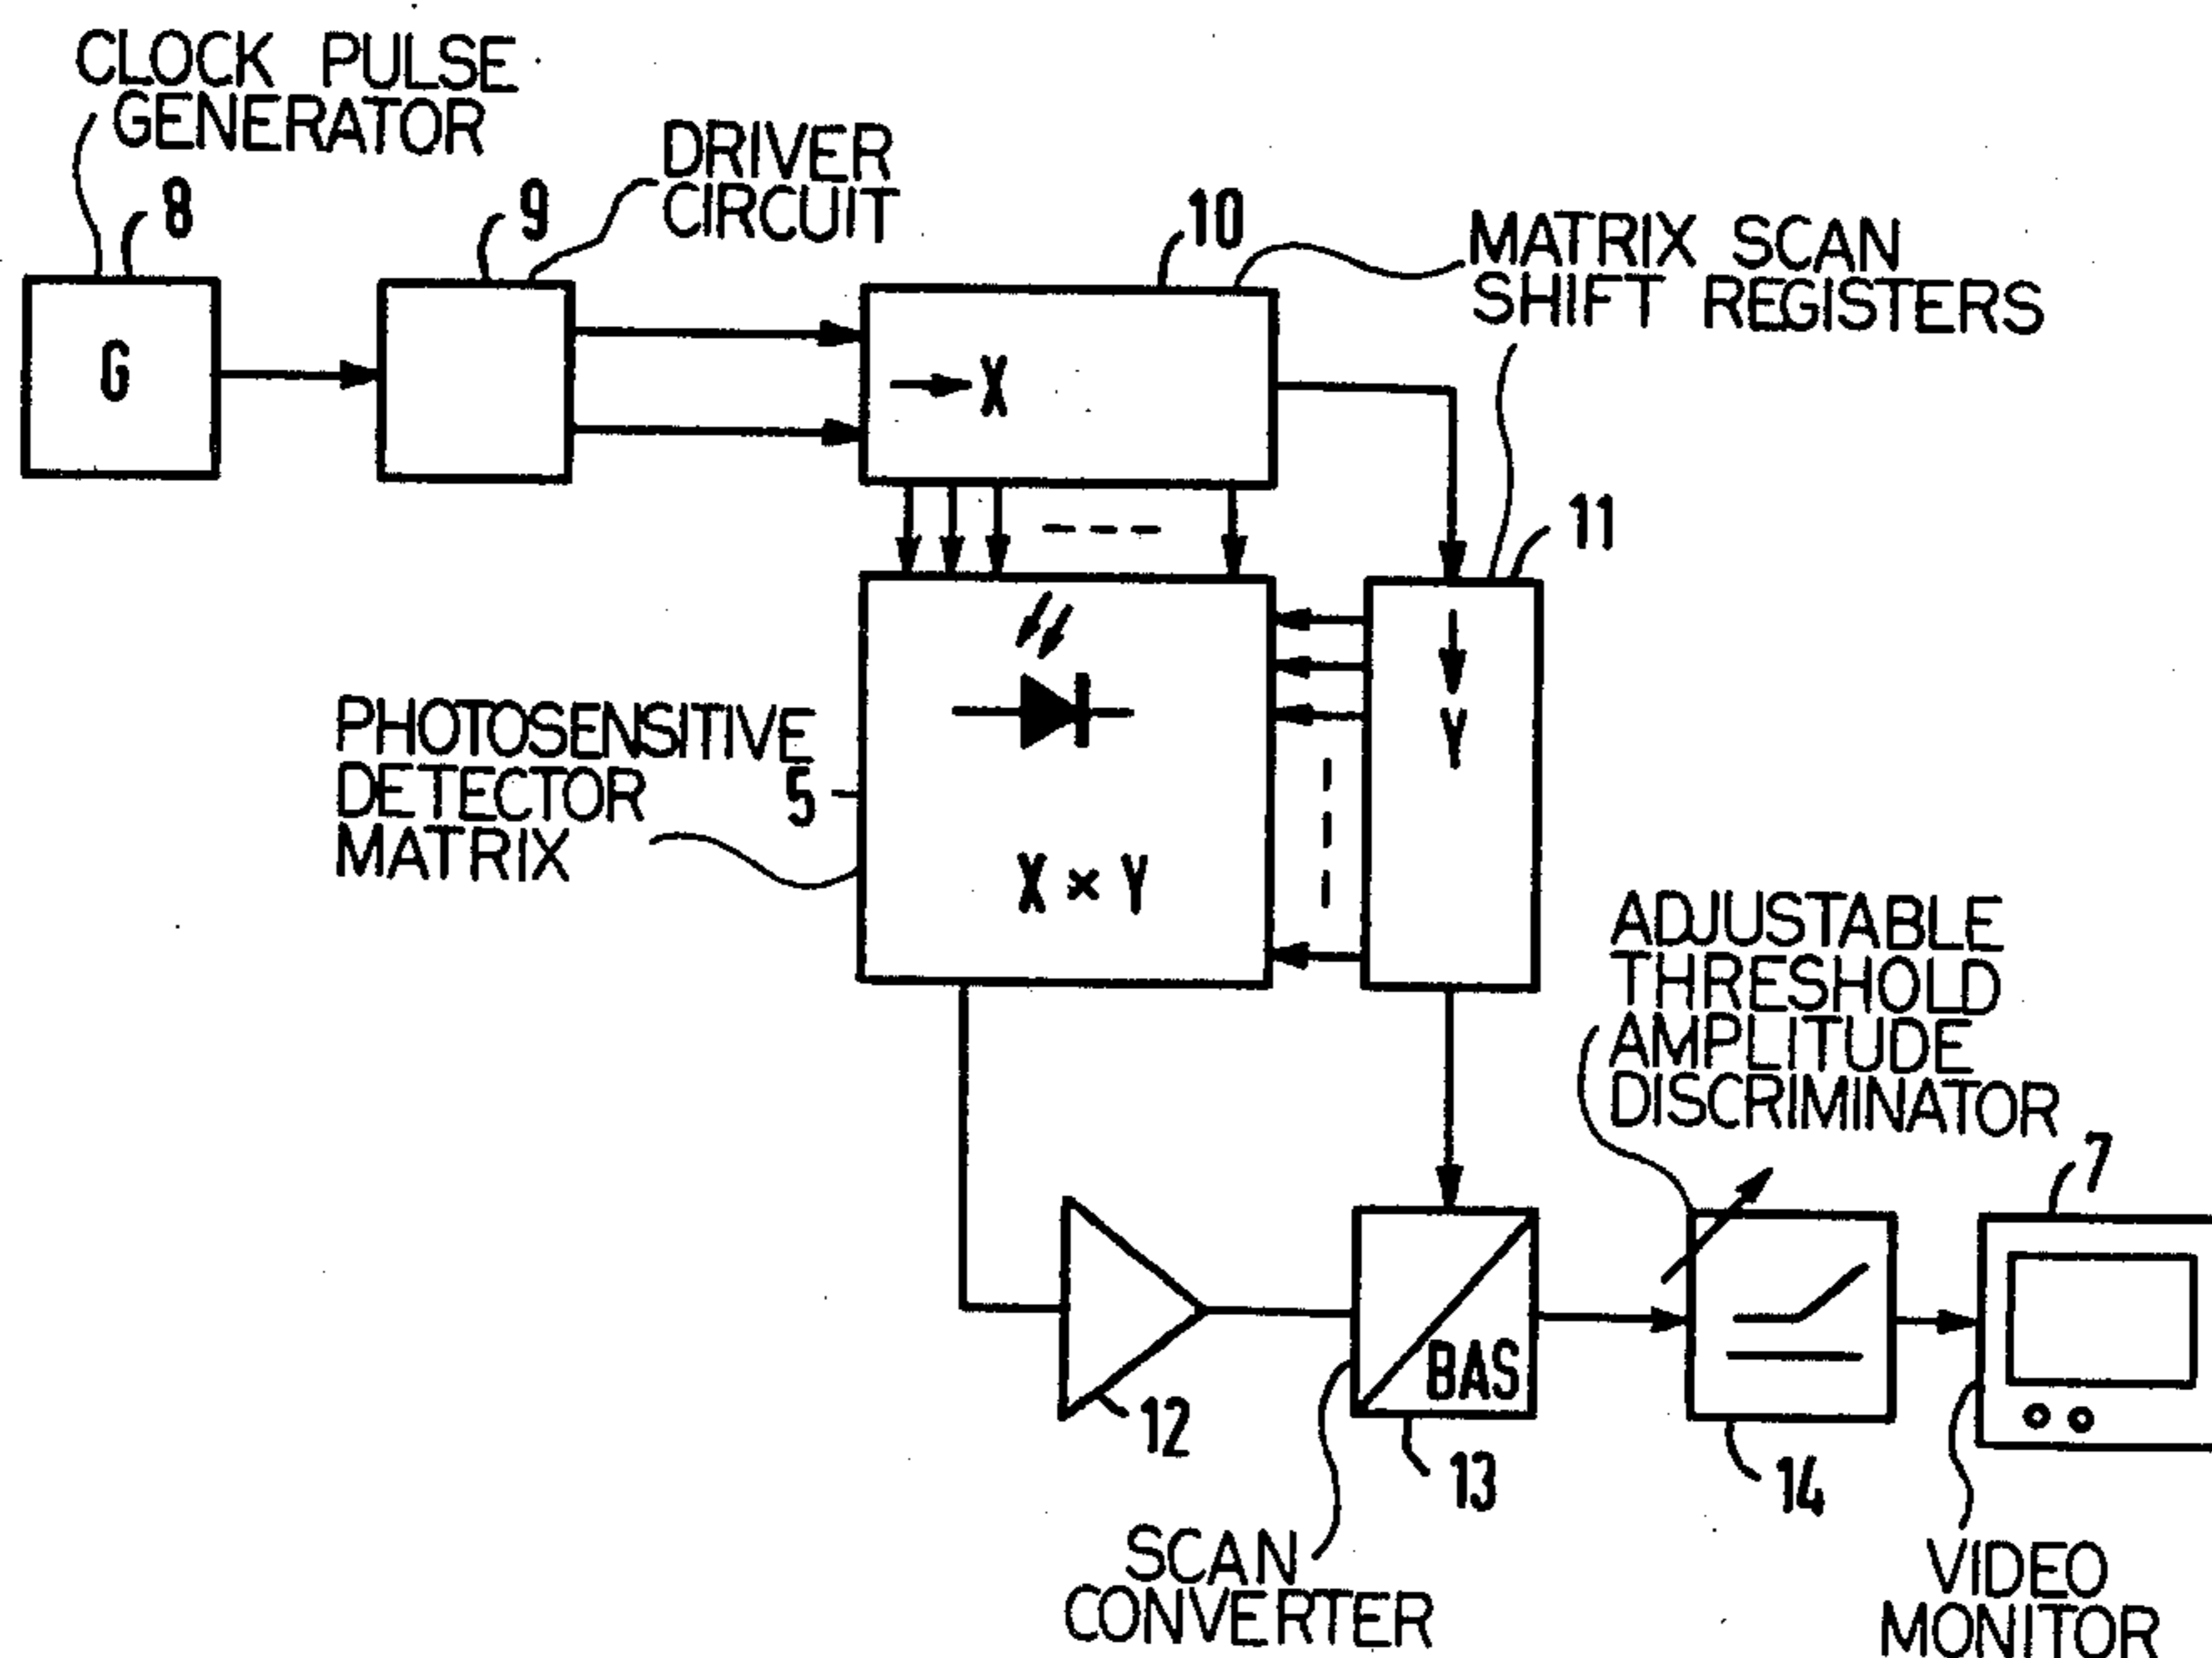 CLOCK PULSE
GENERATOR
8
9
DRIVER
CIRCUIT
10
MATRIX SCAN
SHIFT REGISTERS
G
X
11
Y
PHOTOSENSITIVE
DETECTOR
MATRIX
5
X × Y
ADJUSTABLE
THRESHOLD
AMPLITUDE
DISCRIMINATOR
7
BAS
12
13
14
SCAN
CONVERTER
VIDEO
MONITOR